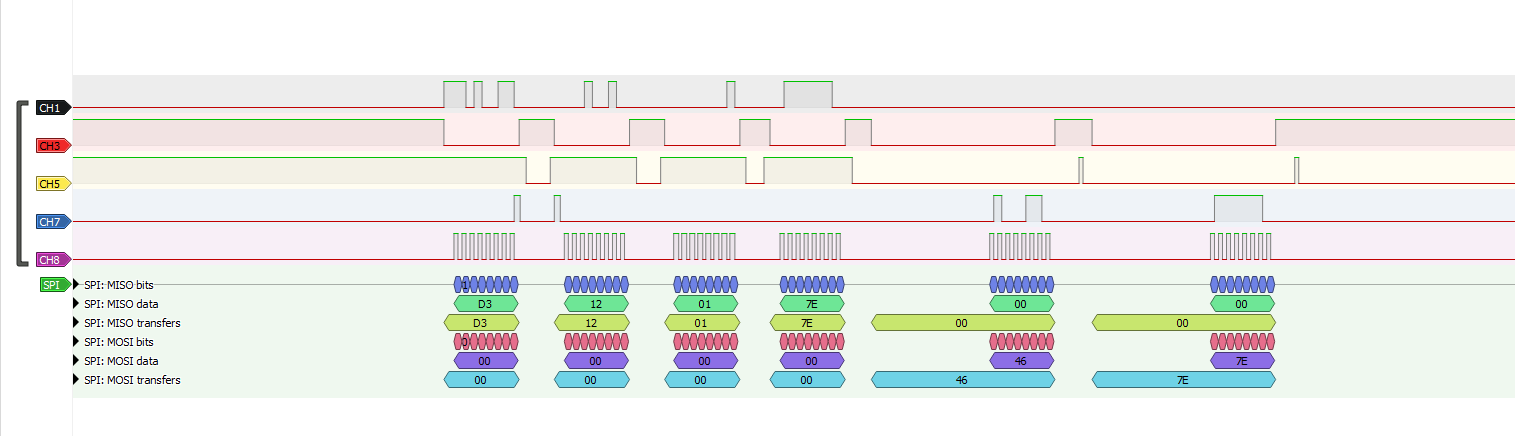 CH1
CH3
CH5
CH7
CH8
SPI SPI: MISO bits 1
SPI: MISO data D3 12 01 7E 00 00
SPI: MISO transfers D3 12 01 7E 00 00
SPI: MOSI bits 0
SPI: MOSI data 00 00 00 00 46 7E
SPI: MOSI transfers 00 00 00 00 46 7E